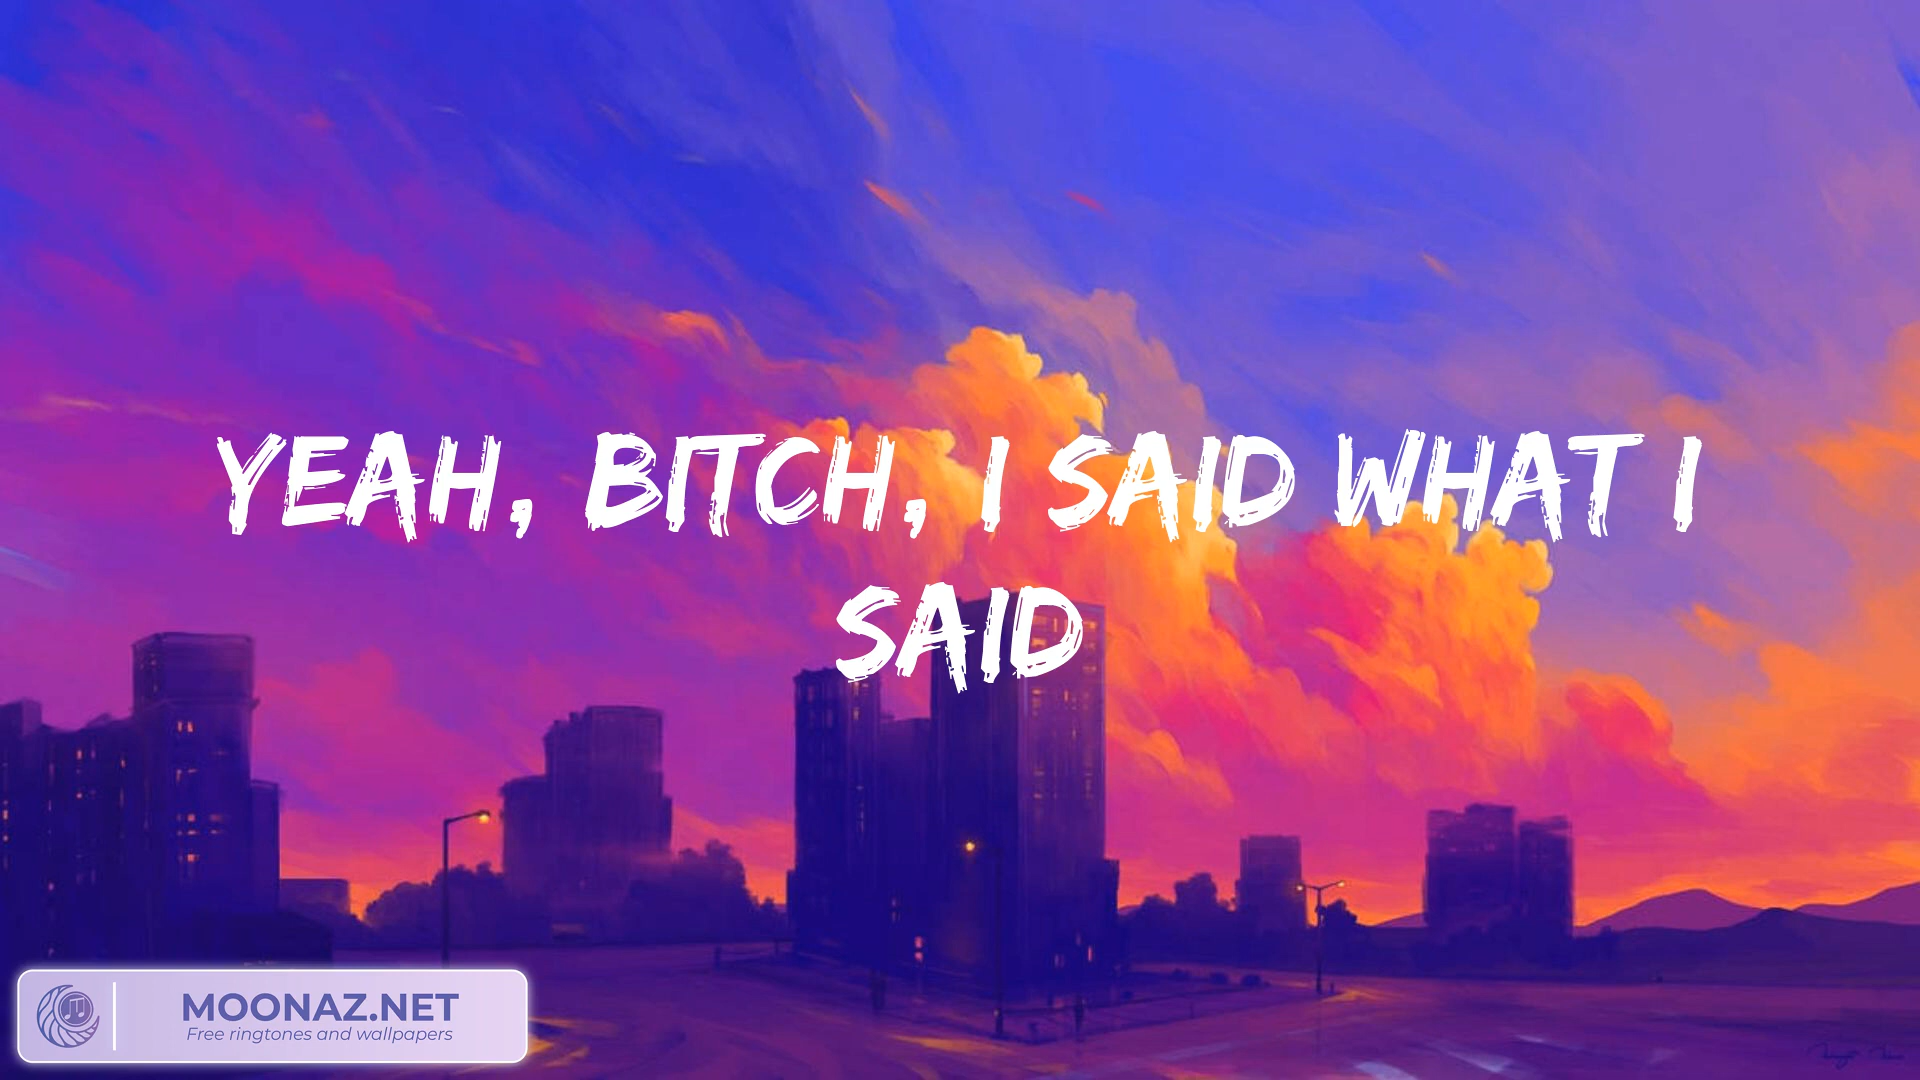 YEAH, BITCH, I SAID WHAT I
SAID
MOONAZ.NET
Free ringtones and wallpapers